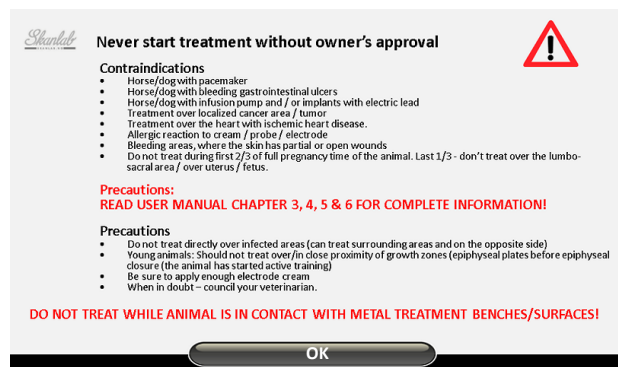 Skanlab
Never start treatment without owner's approval
Contraindications
• Horse/dog with pacemaker
• Horse/dog with bleeding gastrointestinal ulcers
• Horse/dog with infusion pump and / or implants with electric lead
• Treatment over localized cancer area / tumor
• Treatment over the heart with ischemic heart disease.
• Allergic reaction to cream / probe / electrode
• Bleeding areas, where the skin has partial or open wounds
• Do not treat during first 2/3 of full pregnancy time of the animal. Last 1/3 - don't treat over the lumbo-
sacral area / over uterus / fetus.
Precautions:
READ USER MANUAL CHAPTER 3, 4, 5 & 6 FOR COMPLETE INFORMATION!
Precautions
• Do not treat directly over infected areas (can treat surrounding areas and on the opposite side)
• Young animals: Should not treat over/in close proximity of growth zones (epiphyseal plates before epiphyseal
closure (the animal has started active training)
• Be sure to apply enough electrode cream
• When in doubt – council your veterinarian.
DO NOT TREAT WHILE ANIMAL IS IN CONTACT WITH METAL TREATMENT BENCHES/SURFACES!
OK